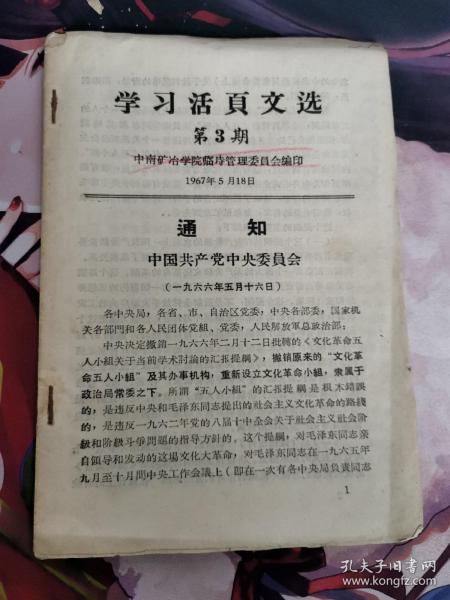 学习活頁文选
第3期
中南矿冶学院临时管理委員会編印
1967年5月18日
通　知
中国共产党中央委員会
（一九六六年五月十六日）
各中央局，各省、市、自治区党委，中央各部委，国家机
关各部門和各人民团体党組、党委，人民解放軍总政治部：
中央决定撤銷一九六六年二月十二日批轉的《文化革命五
人小組关于当前学术討論的汇报提綱》，撤銷原来的“文化革
命五人小組”及其办事机构，重新設立文化革命小組，隶属于
政治局常委之下。所謂“五人小組”的汇报提綱是根本錯誤
的，是违反中央和毛泽东同志提出的社会主义文化革命的路綫
的，是违反一九六二年党的八届十中全会关于社会主义社会阶
級和阶級斗爭問題的指导方針的。这个提綱，对毛泽东同志亲
自領导和发动的这場文化大革命，对毛泽东同志在一九六五年
九月至十月間中央工作会議上（即在一次有各中央局負責同志
1
孔夫子旧书网
www.kongfz.com